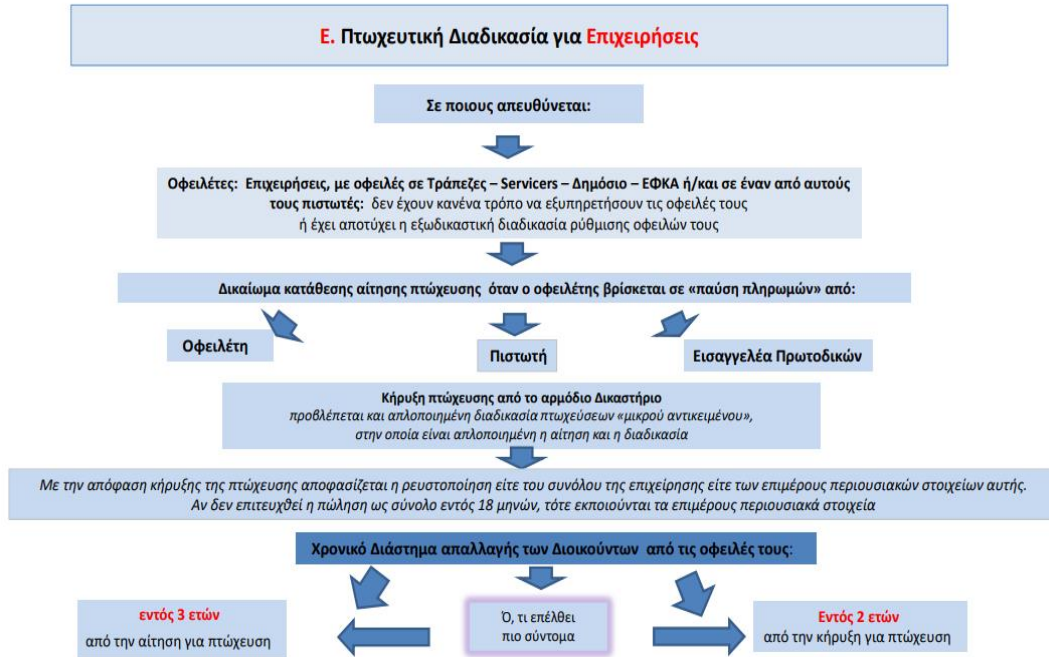 Ε. Πτωχευτική Διαδικασία για Επιχειρήσεις
Σε ποιους απευθύνεται:
Οφειλέτες: Επιχειρήσεις, με οφειλές σε Τράπεζες – Servicers – Δημόσιο – ΕΦΚΑ ή/και σε έναν από αυτούς
τους πιστωτές: δεν έχουν κανένα τρόπο να εξυπηρετήσουν τις οφειλές τους
ή έχει αποτύχει η εξωδικαστική διαδικασία ρύθμισης οφειλών τους
Δικαίωμα κατάθεσης αίτησης πτώχευσης όταν ο οφειλέτης βρίσκεται σε «παύση πληρωμών» από:
Οφειλέτη
Πιστωτή
Εισαγγελέα Πρωτοδικών
Κήρυξη πτώχευσης από το αρμόδιο Δικαστήριο
προβλέπεται και απλοποιημένη διαδικασία πτωχεύσεων «μικρού αντικειμένου»,
στην οποία είναι απλοποιημένη η αίτηση και η διαδικασία
Με την απόφαση κήρυξης της πτώχευσης αποφασίζεται η ρευστοποίηση είτε του συνόλου της επιχείρησης είτε των επιμέρους περιουσιακών στοιχείων αυτής.
Αν δεν επιτευχθεί η πώληση ως σύνολο εντός 18 μηνών, τότε εκποιούνται τα επιμέρους περιουσιακά στοιχεία
Χρονικό Διάστημα απαλλαγής των Διοικούντων από τις οφειλές τους:
εντός 3 ετών
από την αίτηση για πτώχευση
Ό, τι επέλθει
πιο σύντομα
Εντός 2 ετών
από την κήρυξη για πτώχευση